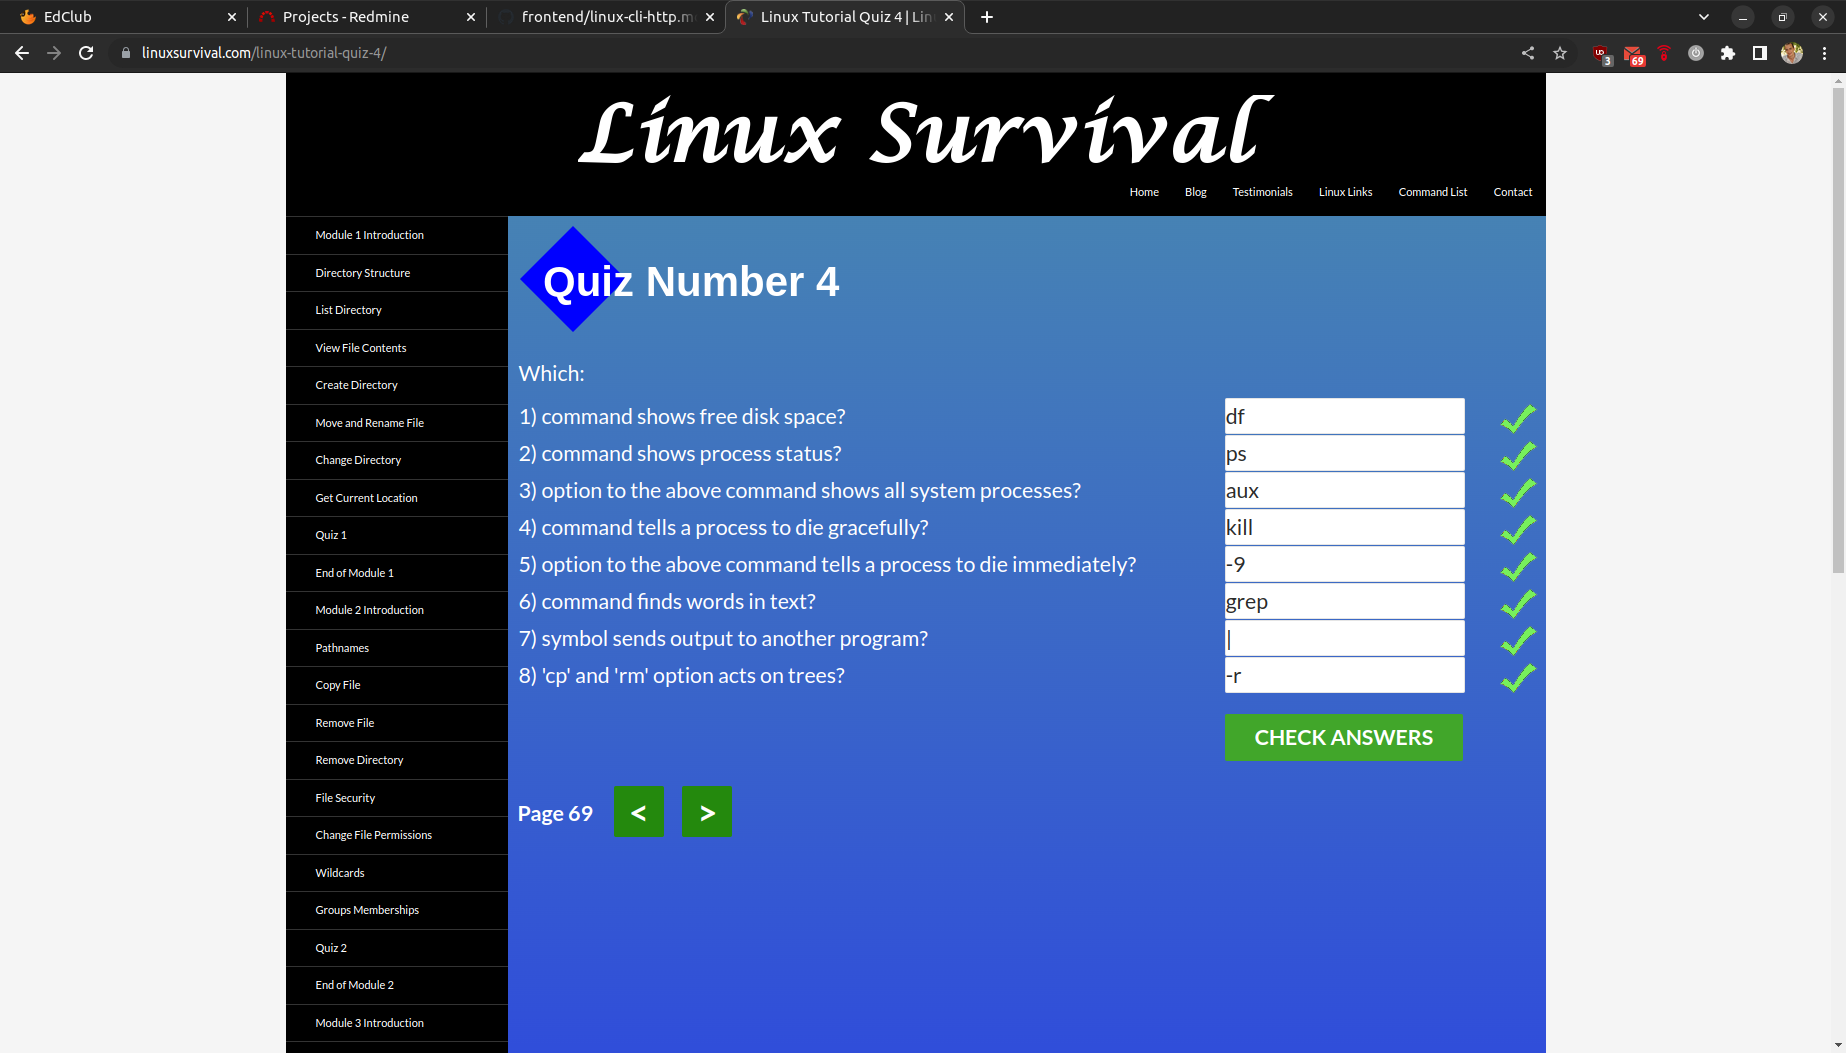 EdClub
Projects - Redmine
frontend/linux-cli-http.m
Linux Tutorial Quiz 4 | Lin
linuxsurvival.com/linux-tutorial-quiz-4/
3
69
Linux Survival
Home Blog Testimonials Linux Links Command List Contact
Module 1 Introduction
Directory Structure
List Directory
View File Contents
Create Directory
Move and Rename File
Change Directory
Get Current Location
Quiz 1
End of Module 1
Module 2 Introduction
Pathnames
Copy File
Remove File
Remove Directory
File Security
Change File Permissions
Wildcards
Groups Memberships
Quiz 2
End of Module 2
Module 3 Introduction
Quiz Number 4
Which:
1) command shows free disk space? df
2) command shows process status? ps
3) option to the above command shows all system processes? aux
4) command tells a process to die gracefully? kill
5) option to the above command tells a process to die immediately? -9
6) command finds words in text? grep
7) symbol sends output to another program? |
8) 'cp' and 'rm' option acts on trees? -r
CHECK ANSWERS
Page 69 < >